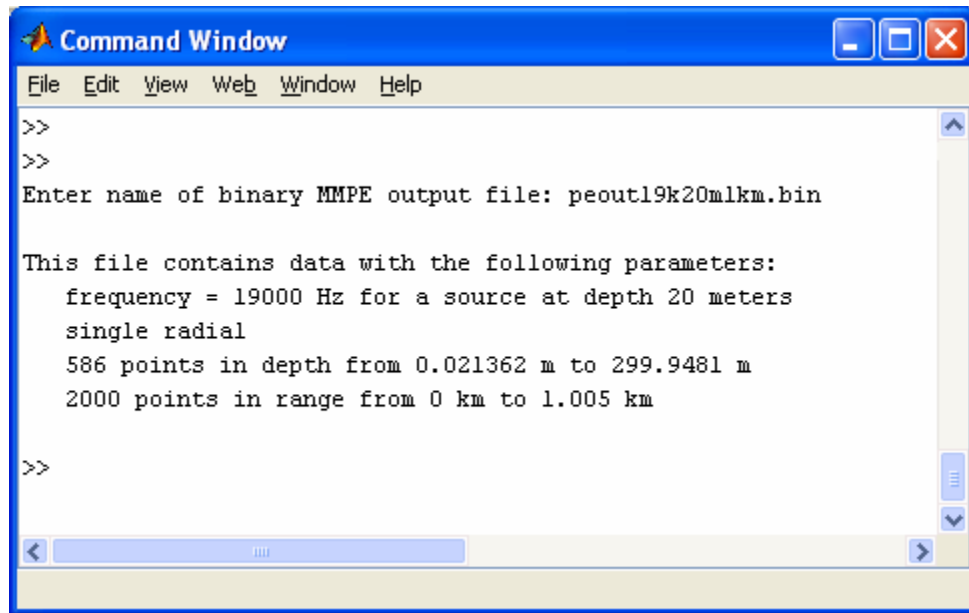 Command Window
File Edit View Web Window Help
>>
>>
Enter name of binary MMPE output file: peout19k20m1km.bin
This file contains data with the following parameters:
frequency = 19000 Hz for a source at depth 20 meters
single radial
586 points in depth from 0.021362 m to 299.9481 m
2000 points in range from 0 km to 1.005 km
>>